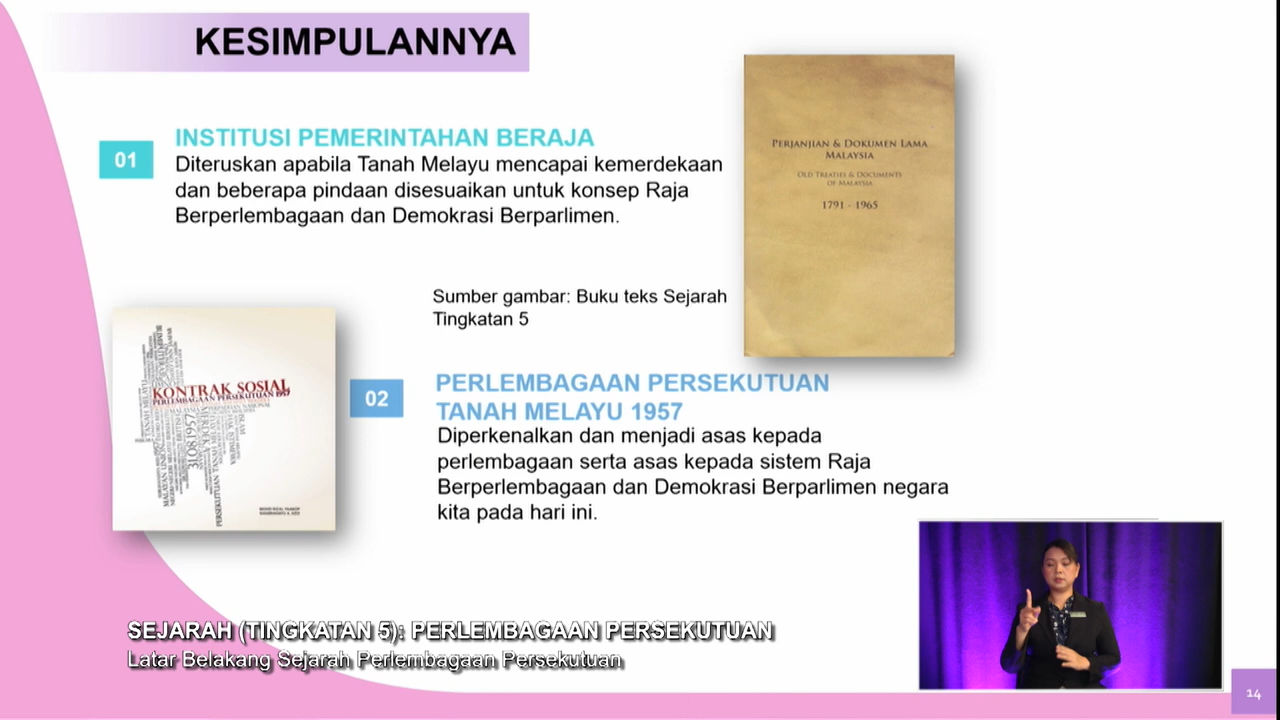 KESIMPULANNYA
01
INSTITUSI PEMERINTAHAN BERAJA
Diteruskan apabila Tanah Melayu mencapai kemerdekaan
dan beberapa pindaan disesuaikan untuk konsep Raja
Berperlembagaan dan Demokrasi Berparlimen.
PERJANJIAN & DOKUMEN LAMA
MALAYSIA
OLD TREATIES & DOCUMENTS
OF MALAYSIA
1791 - 1965
Sumber gambar: Buku teks Sejarah
Tingkatan 5
KONTRAK SOSIAL
PERLEMBAGAAN PERSEKUTUAN 1957
31.08.1957
02
PERLEMBAGAAN PERSEKUTUAN
TANAH MELAYU 1957
Diperkenalkan dan menjadi asas kepada
perlembagaan serta asas kepada sistem Raja
Berperlembagaan dan Demokrasi Berparlimen negara
kita pada hari ini.
SEJARAH (TINGKATAN 5): PERLEMBAGAAN PERSEKUTUAN
Latar Belakang Sejarah Perlembagaan Persekutuan
14